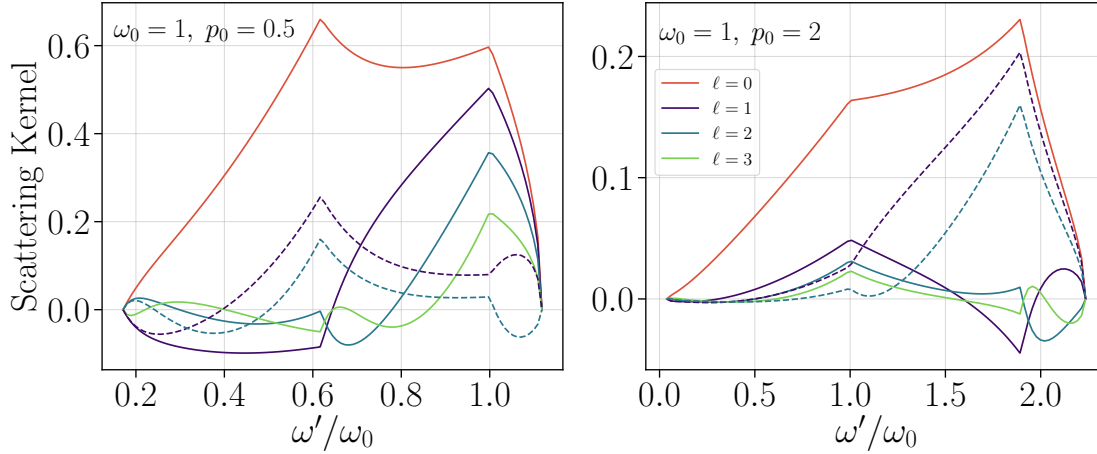 Scattering Kernel
ω₀ = 1, p₀ = 0.5
0.6
0.4
0.2
0.0
0.2 0.4 0.6 0.8 1.0
ω′/ω₀
ω₀ = 1, p₀ = 2
ℓ = 0
ℓ = 1
ℓ = 2
ℓ = 3
0.2
0.1
0.0
0.0 0.5 1.0 1.5 2.0
ω′/ω₀